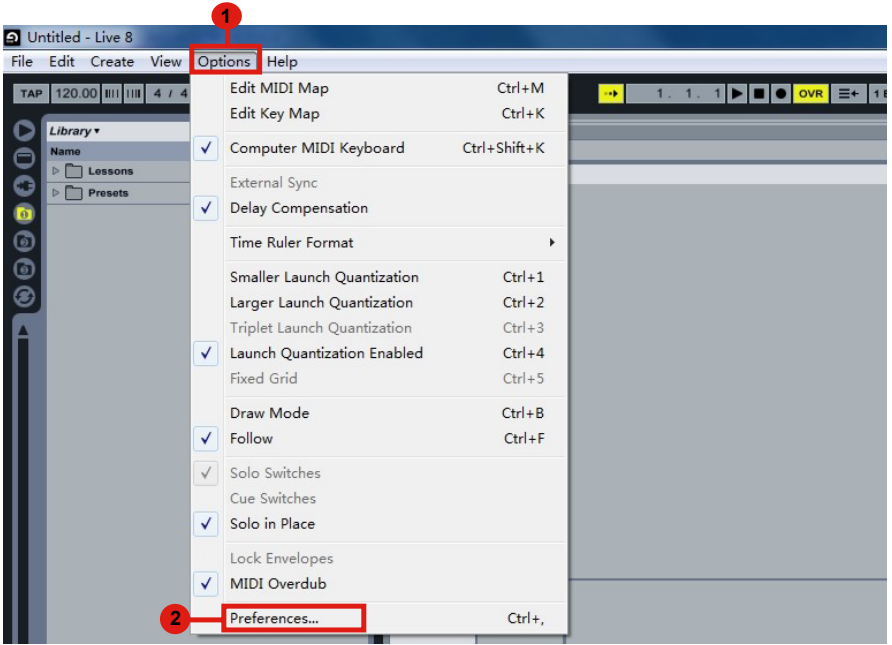 1
Untitled - Live 8
File Edit Create View Options Help
TAP 120.00 4 / 4
1. 1. 1 OVR
Library
Name
Lessons
Presets
Edit MIDI Map Ctrl+M
Edit Key Map Ctrl+K
Computer MIDI Keyboard Ctrl+Shift+K
External Sync
Delay Compensation
Time Ruler Format
Smaller Launch Quantization Ctrl+1
Larger Launch Quantization Ctrl+2
Triplet Launch Quantization Ctrl+3
Launch Quantization Enabled Ctrl+4
Fixed Grid Ctrl+5
Draw Mode Ctrl+B
Follow Ctrl+F
Solo Switches
Cue Switches
Solo in Place
Lock Envelopes
MIDI Overdub
2 Preferences... Ctrl+,